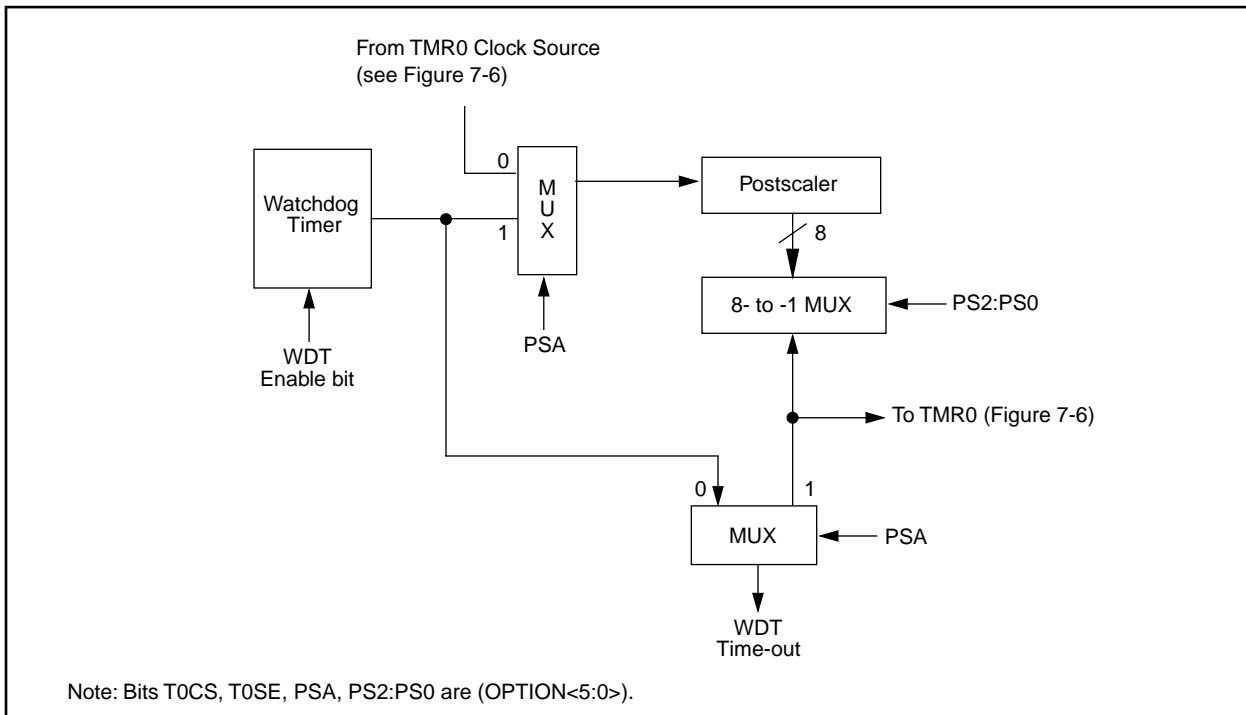 From TMR0 Clock Source
(see Figure 7-6)
0
M
U
X
1
Watchdog
Timer
Postscaler
8
8- to -1 MUX
PS2:PS0
PSA
WDT
Enable bit
To TMR0 (Figure 7-6)
0
1
MUX
PSA
WDT
Time-out
Note: Bits T0CS, T0SE, PSA, PS2:PS0 are (OPTION<5:0>).